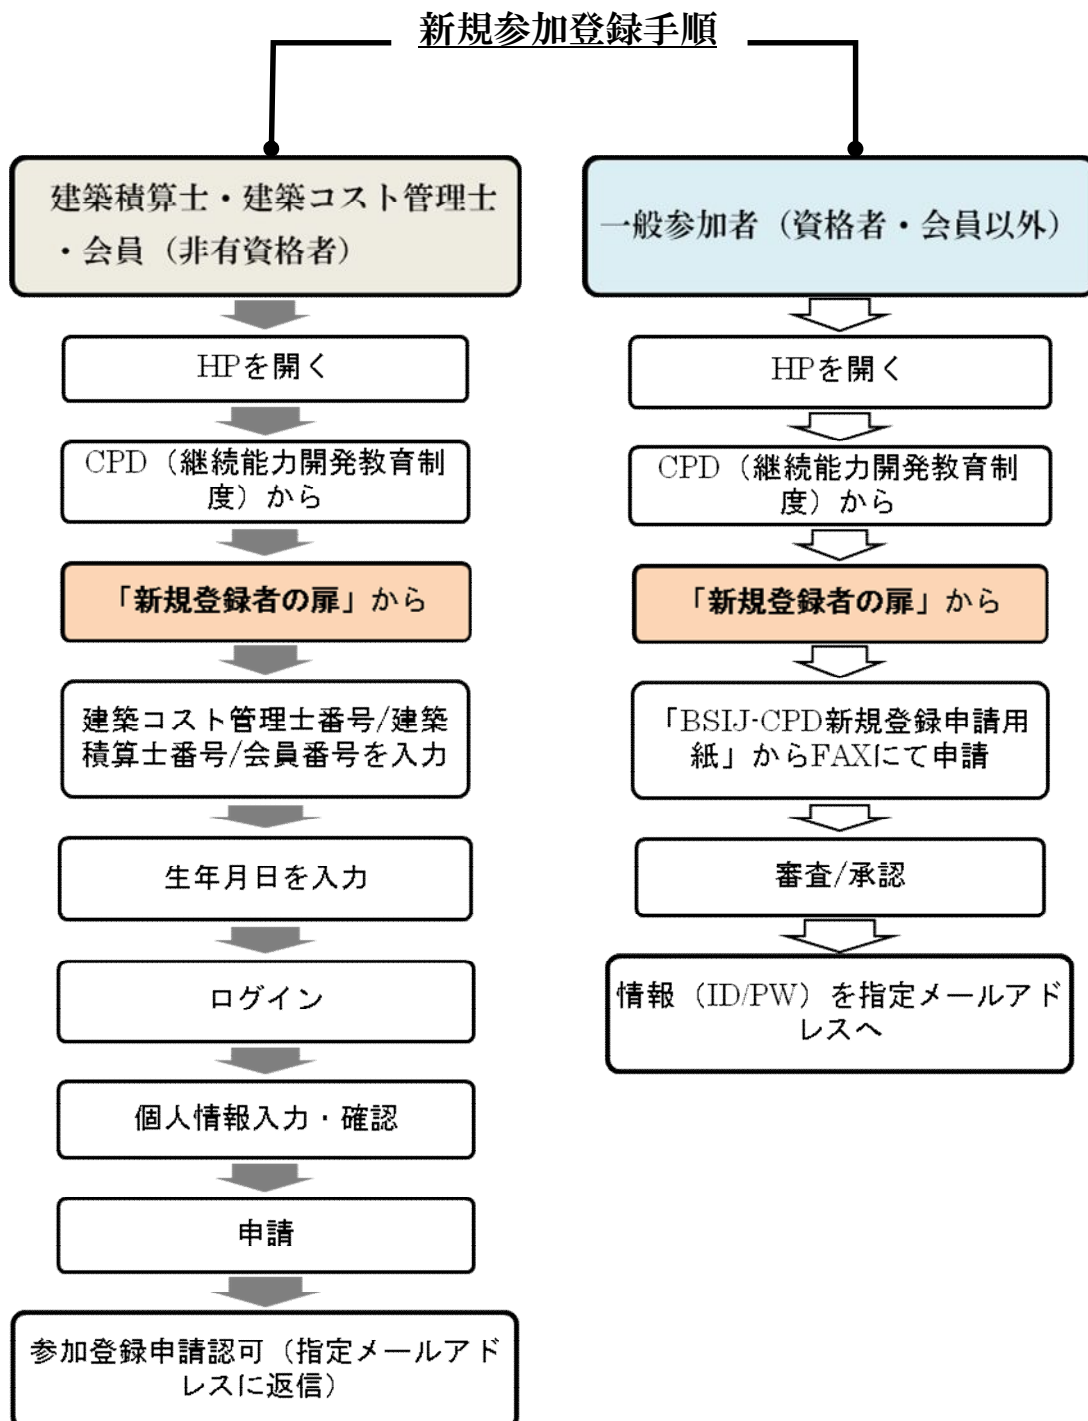 新規参加登録手順
建築積算士・建築コスト管理士
・会員（非有資格者）
HPを開く
CPD（継続能力開発教育制
度）から
「新規登録者の扉」から
建築コスト管理士番号/建築
積算士番号/会員番号を入力
生年月日を入力
ログイン
個人情報入力・確認
申請
参加登録申請認可（指定メールアド
レスに返信）
一般参加者（資格者・会員以外）
HPを開く
CPD（継続能力開発教育制
度）から
「新規登録者の扉」から
「BSIJ-CPD新規登録申請用
紙」からFAXにて申請
審査/承認
情報（ID/PW）を指定メールアド
レスへ